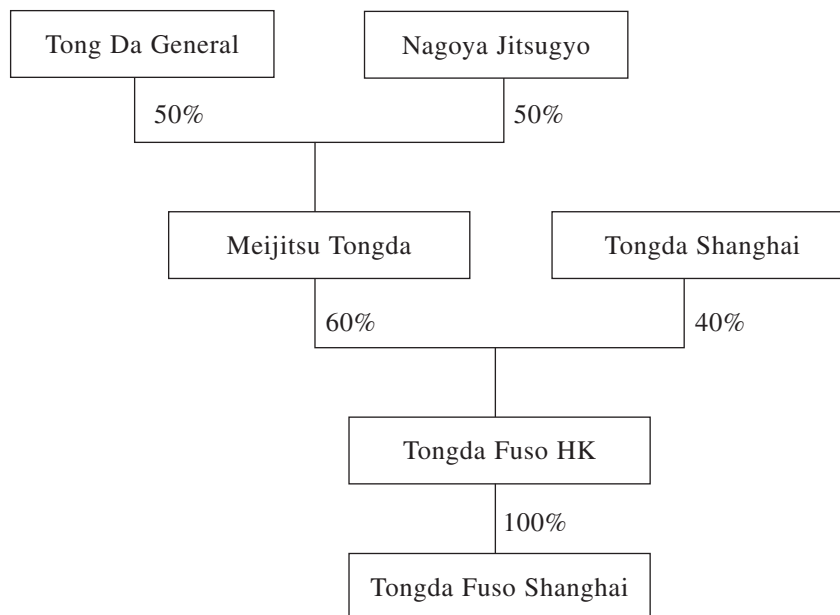 Tong Da General
Nagoya Jitsugyo
50%
50%
Meijitsu Tongda
Tongda Shanghai
60%
40%
Tongda Fuso HK
100%
Tongda Fuso Shanghai